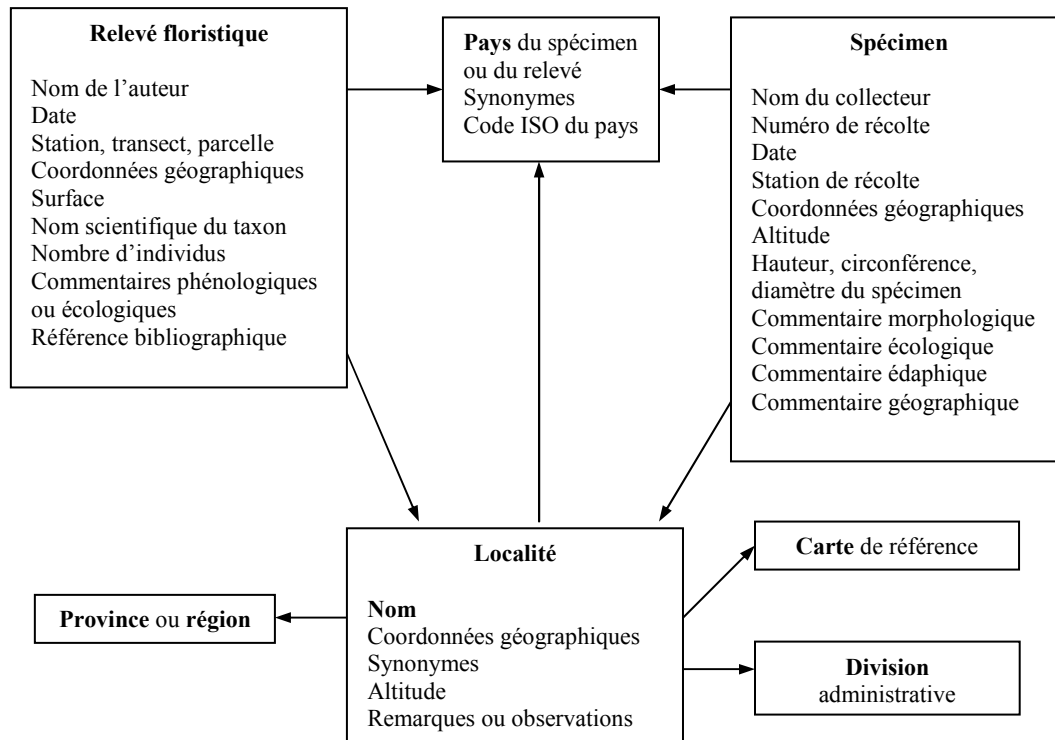 Relevé floristique
Nom de l’auteur
Date
Station, transect, parcelle
Coordonnées géographiques
Surface
Nom scientifique du taxon
Nombre d’individus
Commentaires phénologiques
ou écologiques
Référence bibliographique
Pays du spécimen
ou du relevé
Synonymes
Code ISO du pays
Spécimen
Nom du collecteur
Numéro de récolte
Date
Station de récolte
Coordonnées géographiques
Altitude
Hauteur, circonférence,
diamètre du spécimen
Commentaire morphologique
Commentaire écologique
Commentaire édaphique
Commentaire géographique
Province ou région
Localité
Nom
Coordonnées géographiques
Synonymes
Altitude
Remarques ou observations
Carte de référence
Division
administrative